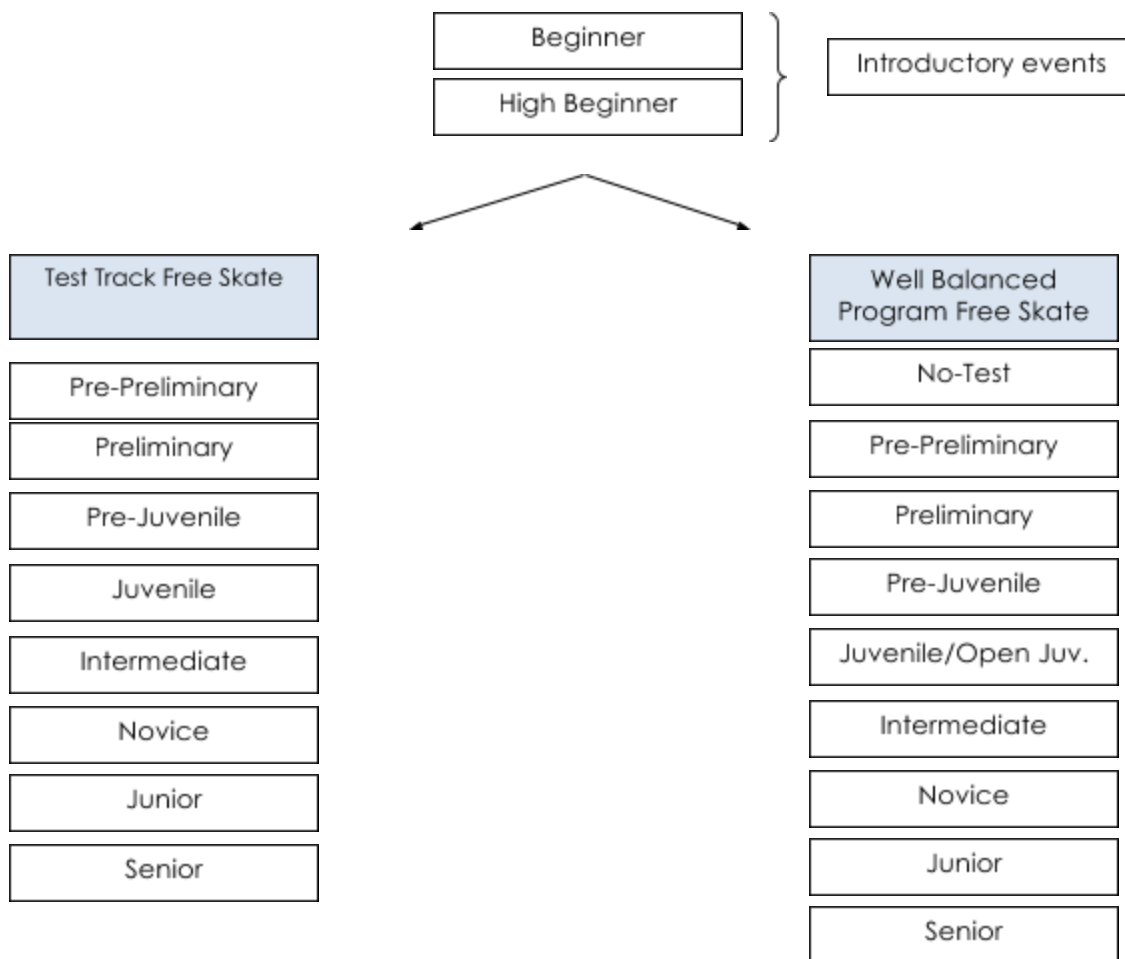 Beginner
High Beginner
Introductory events
Test Track Free Skate
Pre-Preliminary
Preliminary
Pre-Juvenile
Juvenile
Intermediate
Novice
Junior
Senior
Well Balanced
Program Free Skate
No-Test
Pre-Preliminary
Preliminary
Pre-Juvenile
Juvenile/Open Juv.
Intermediate
Novice
Junior
Senior